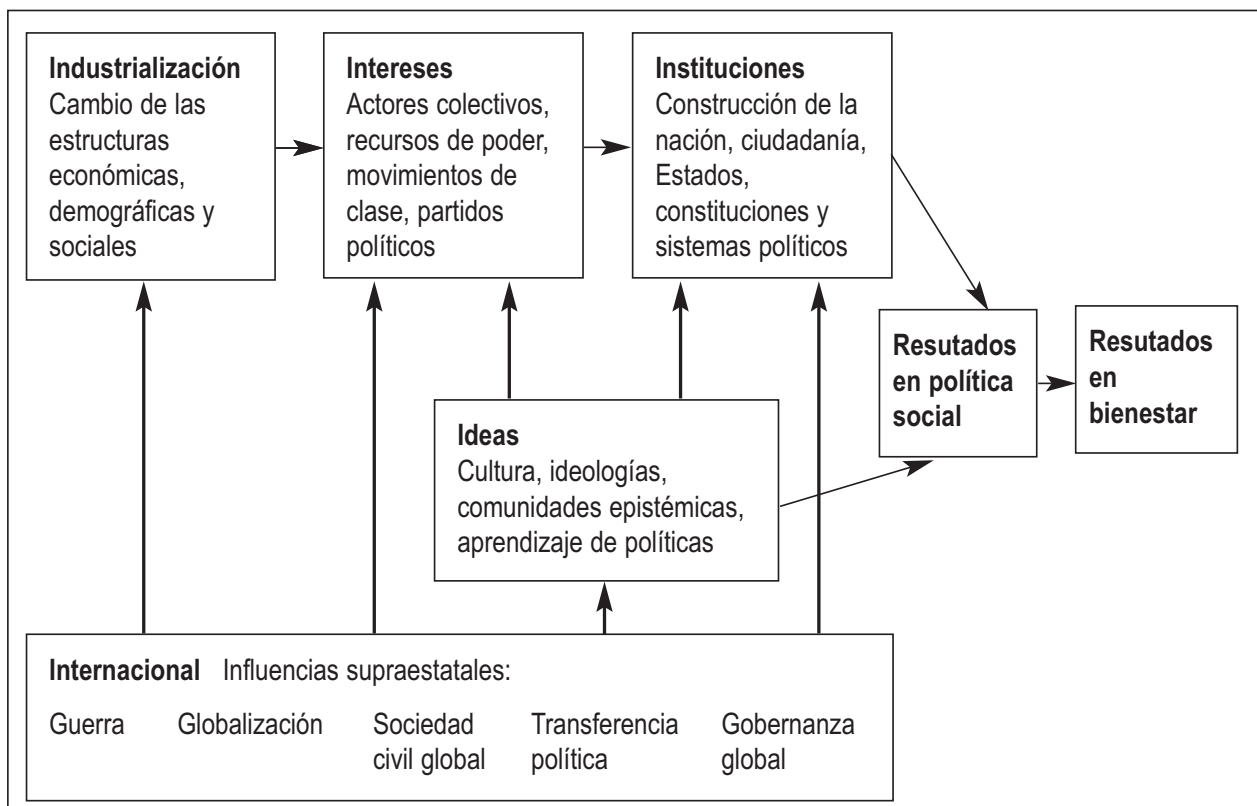 Industrialización
Cambio de las
estructuras
económicas,
demográficas y
sociales
Intereses
Actores colectivos,
recursos de poder,
movimientos de
clase, partidos
políticos
Instituciones
Construcción de la
nación, ciudadanía,
Estados,
constituciones y
sistemas políticos
Resutados
en política
social
Resutados
en
bienestar
Ideas
Cultura, ideologías,
comunidades epistémicas,
aprendizaje de políticas
Internacional Influencias supraestatales:
Guerra
Globalización
Sociedad
civil global
Transferencia
política
Gobernanza
global